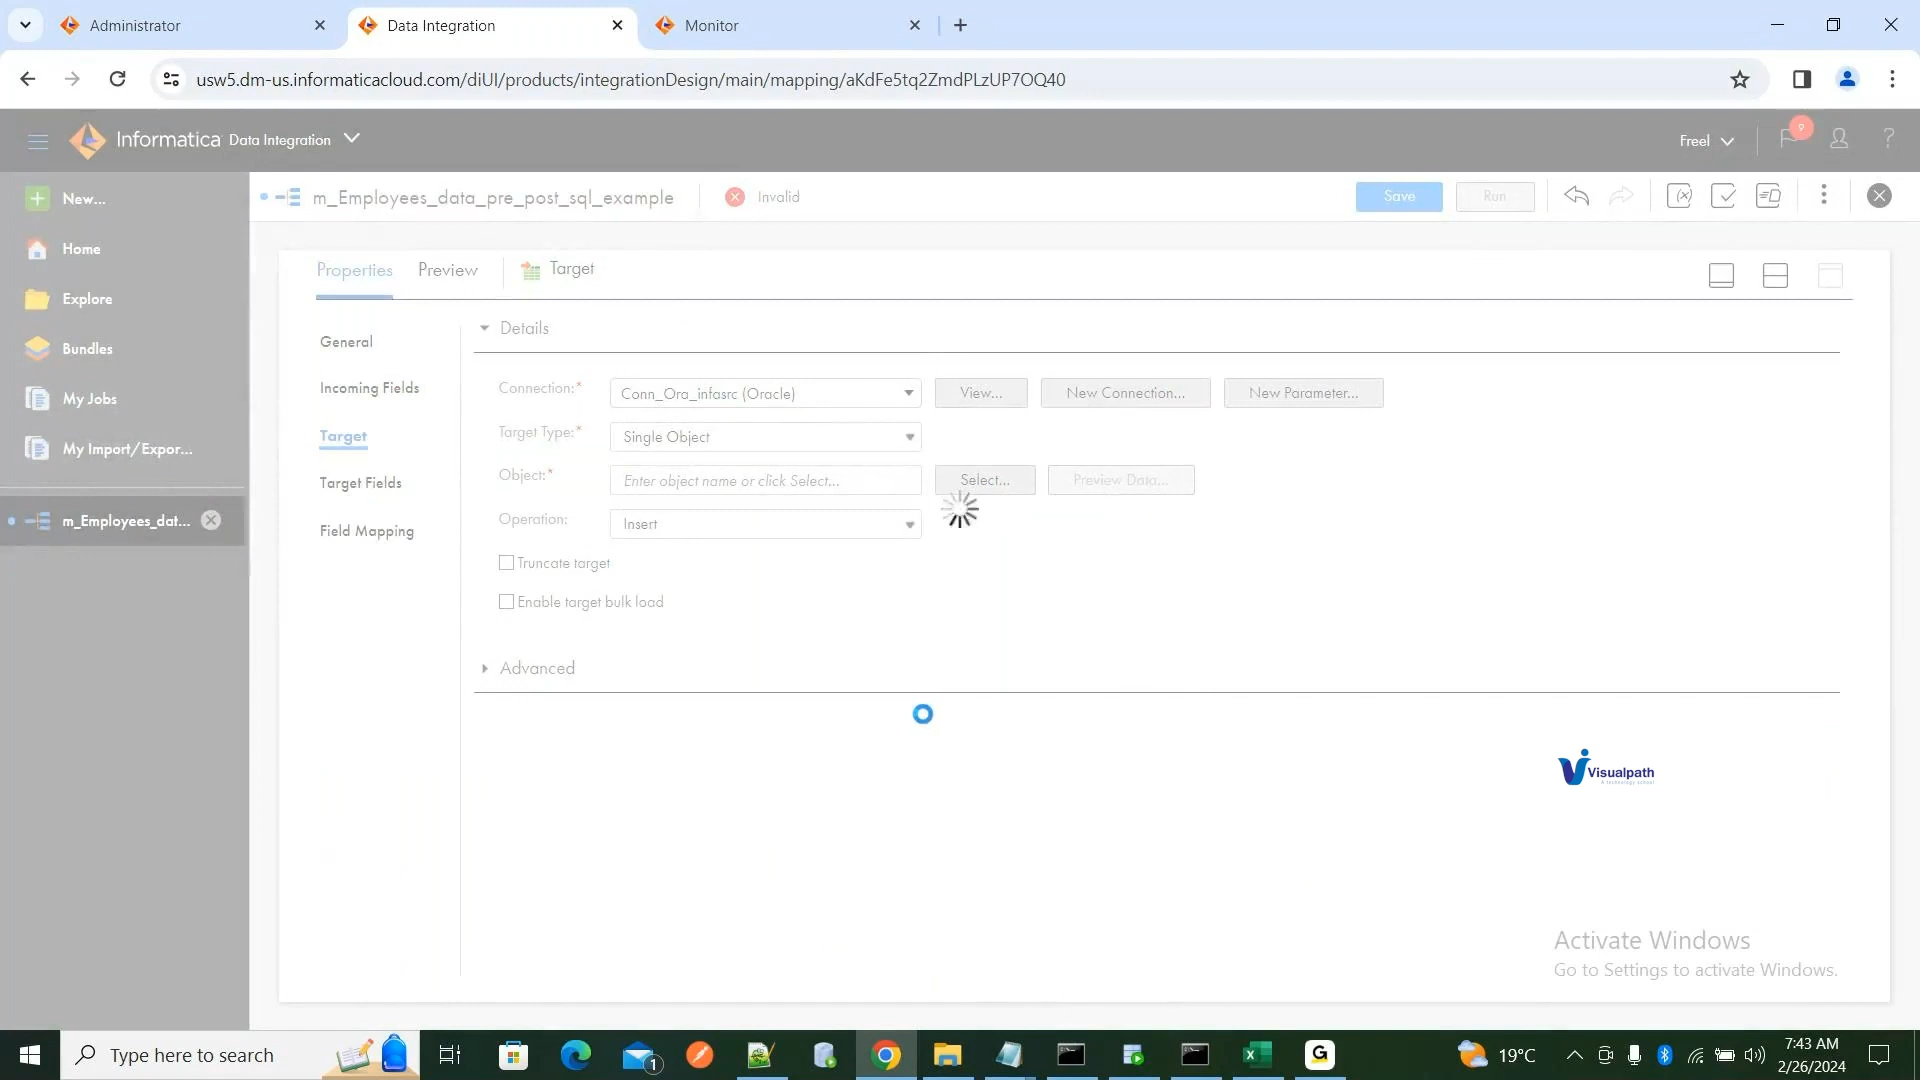 Administrator
Data Integration
Monitor
usw5.dm-us.informaticacloud.com/diUI/products/integrationDesign/main/mapping/aKdFe5tq2ZmdPLzUP7OQ40
Informatica Data Integration
Freel
9
?
New...
Home
Explore
Bundles
My Jobs
My Import/Expor...
m_Employees_dat...
m_Employees_data_pre_post_sql_example
Invalid
Save
Run
Properties
Preview
Target
General
Incoming Fields
Target
Target Fields
Field Mapping
Details
Connection:*
Conn_Ora_infasrc (Oracle)
View...
New Connection...
New Parameter...
Target Type:*
Single Object
Object:*
Enter object name or click Select...
Select...
Preview Data...
Operation:
Insert
Truncate target
Enable target bulk load
Advanced
Visualpath
Activate Windows
Go to Settings to activate Windows.
Type here to search
1
G
19°C
7:43 AM
2/26/2024